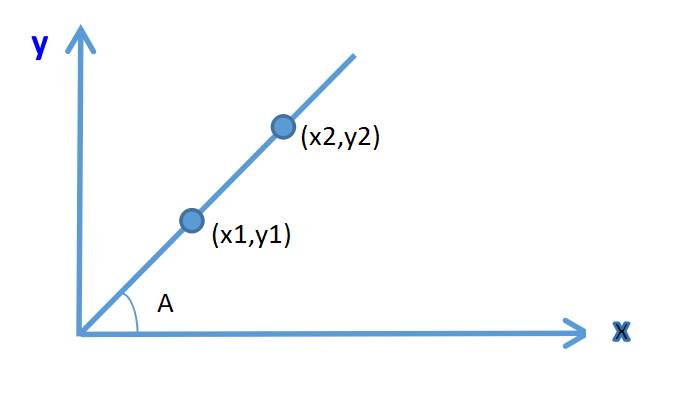 y
(x2,y2)
(x1,y1)
A
x